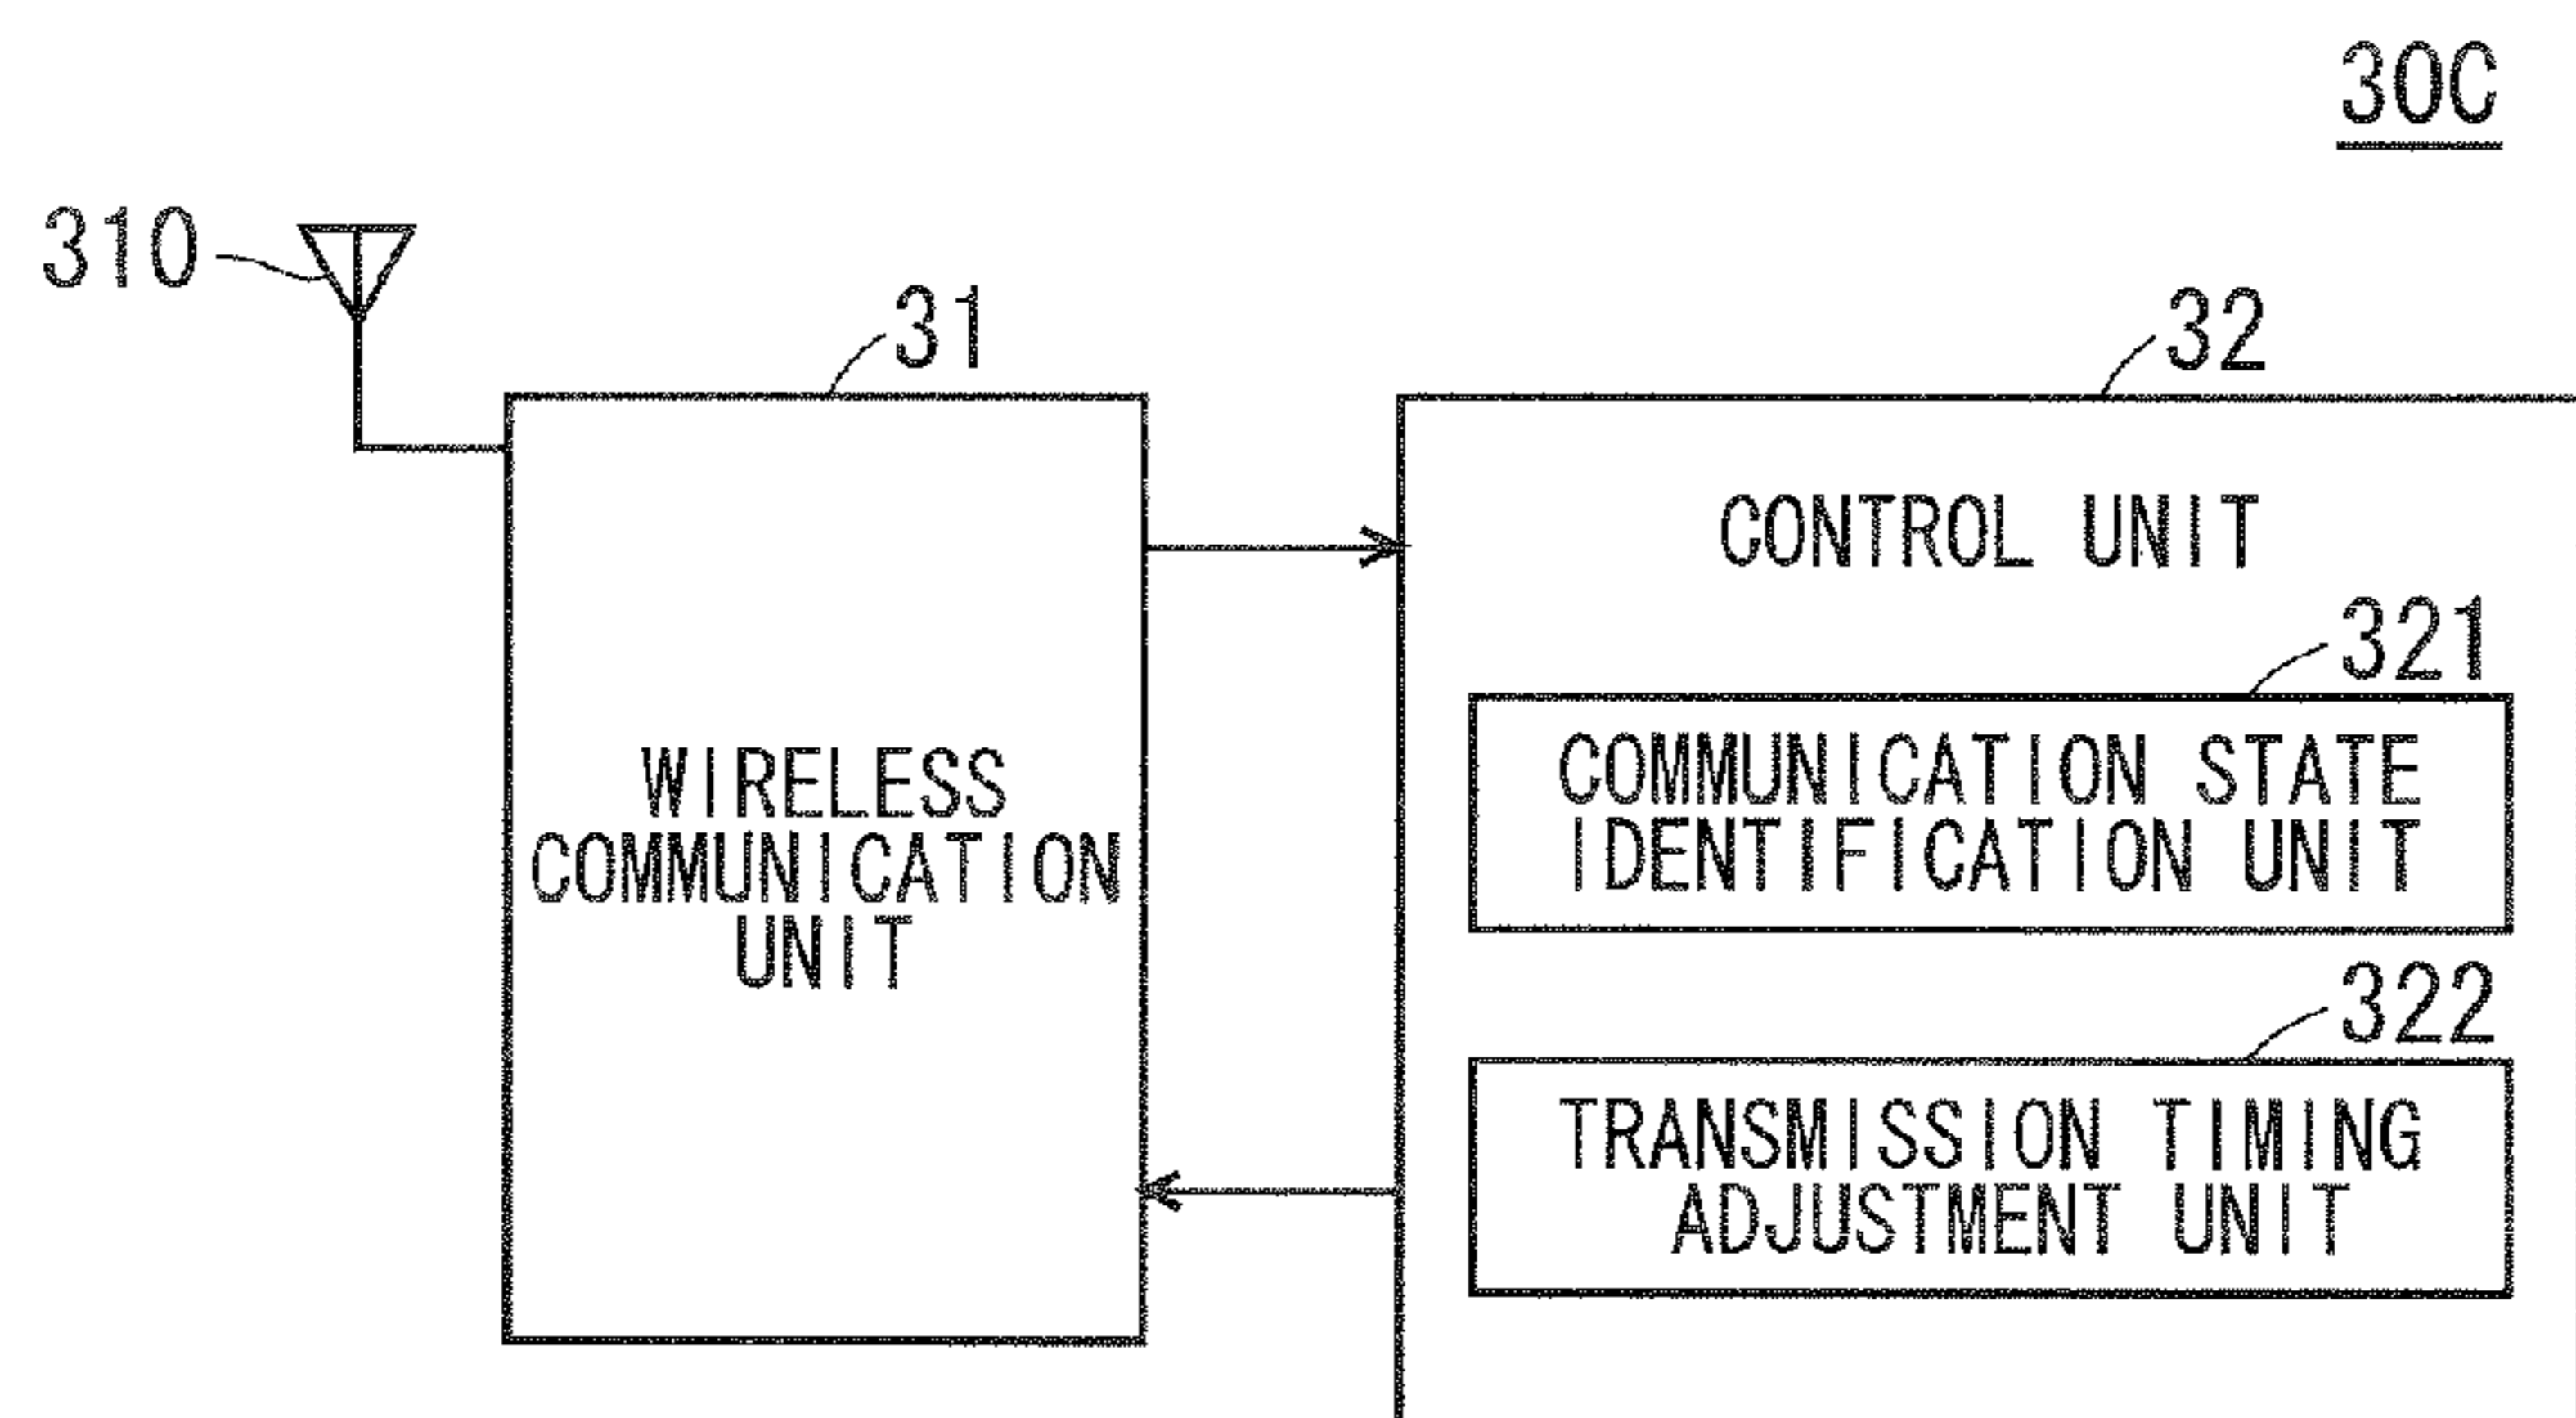 30C
310
31
32
CONTROL UNIT
321
COMMUNICATION STATE
IDENTIFICATION UNIT
WIRELESS
COMMUNICATION
UNIT
322
TRANSMISSION TIMING
ADJUSTMENT UNIT